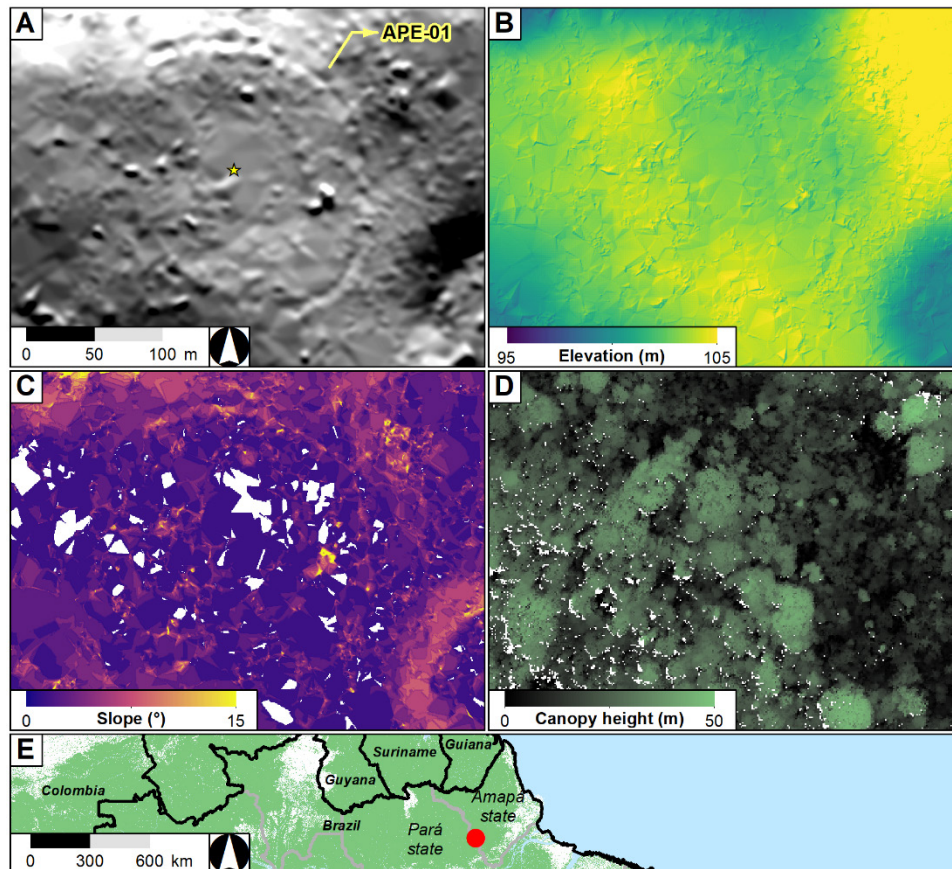 A
APE-01
0 50 100 m
B
95 Elevation (m) 105
C
0 Slope (°) 15
D
0 Canopy height (m) 50
E
Colombia
Guyana
Suriname
Guiana
Brazil
Pará
state
Amapa
state
0 300 600 km